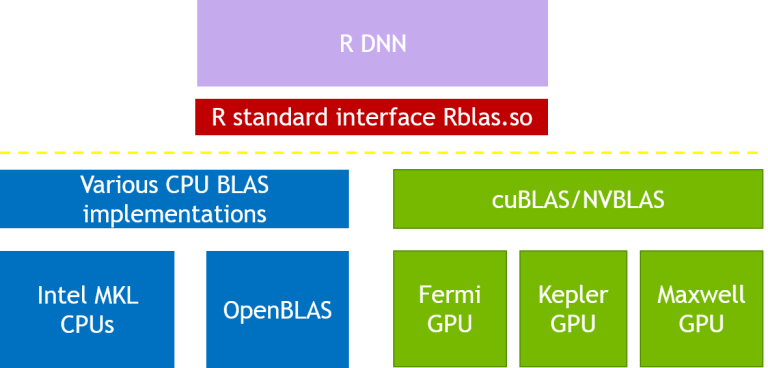 R DNN
R standard interface Rblas.so
Various CPU BLAS
implementations
cuBLAS/NVBLAS
Intel MKL
CPUs
OpenBLAS
Fermi
GPU
Kepler
GPU
Maxwell
GPU